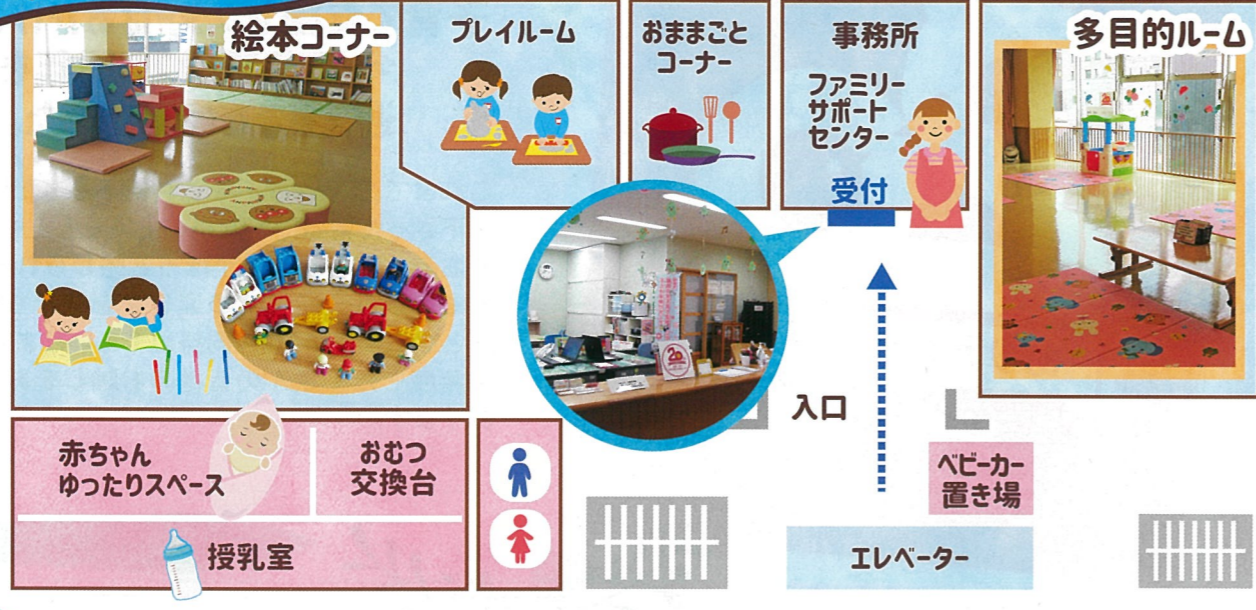 絵本コーナー
プレイルーム
おままごと
コーナー
事務所
ファミリー
サポート
センター
受付
多目的ルーム
入口
赤ちゃん
ゆったりスペース
おむつ
交換台
授乳室
ベビーカー
置き場
エレベーター
20